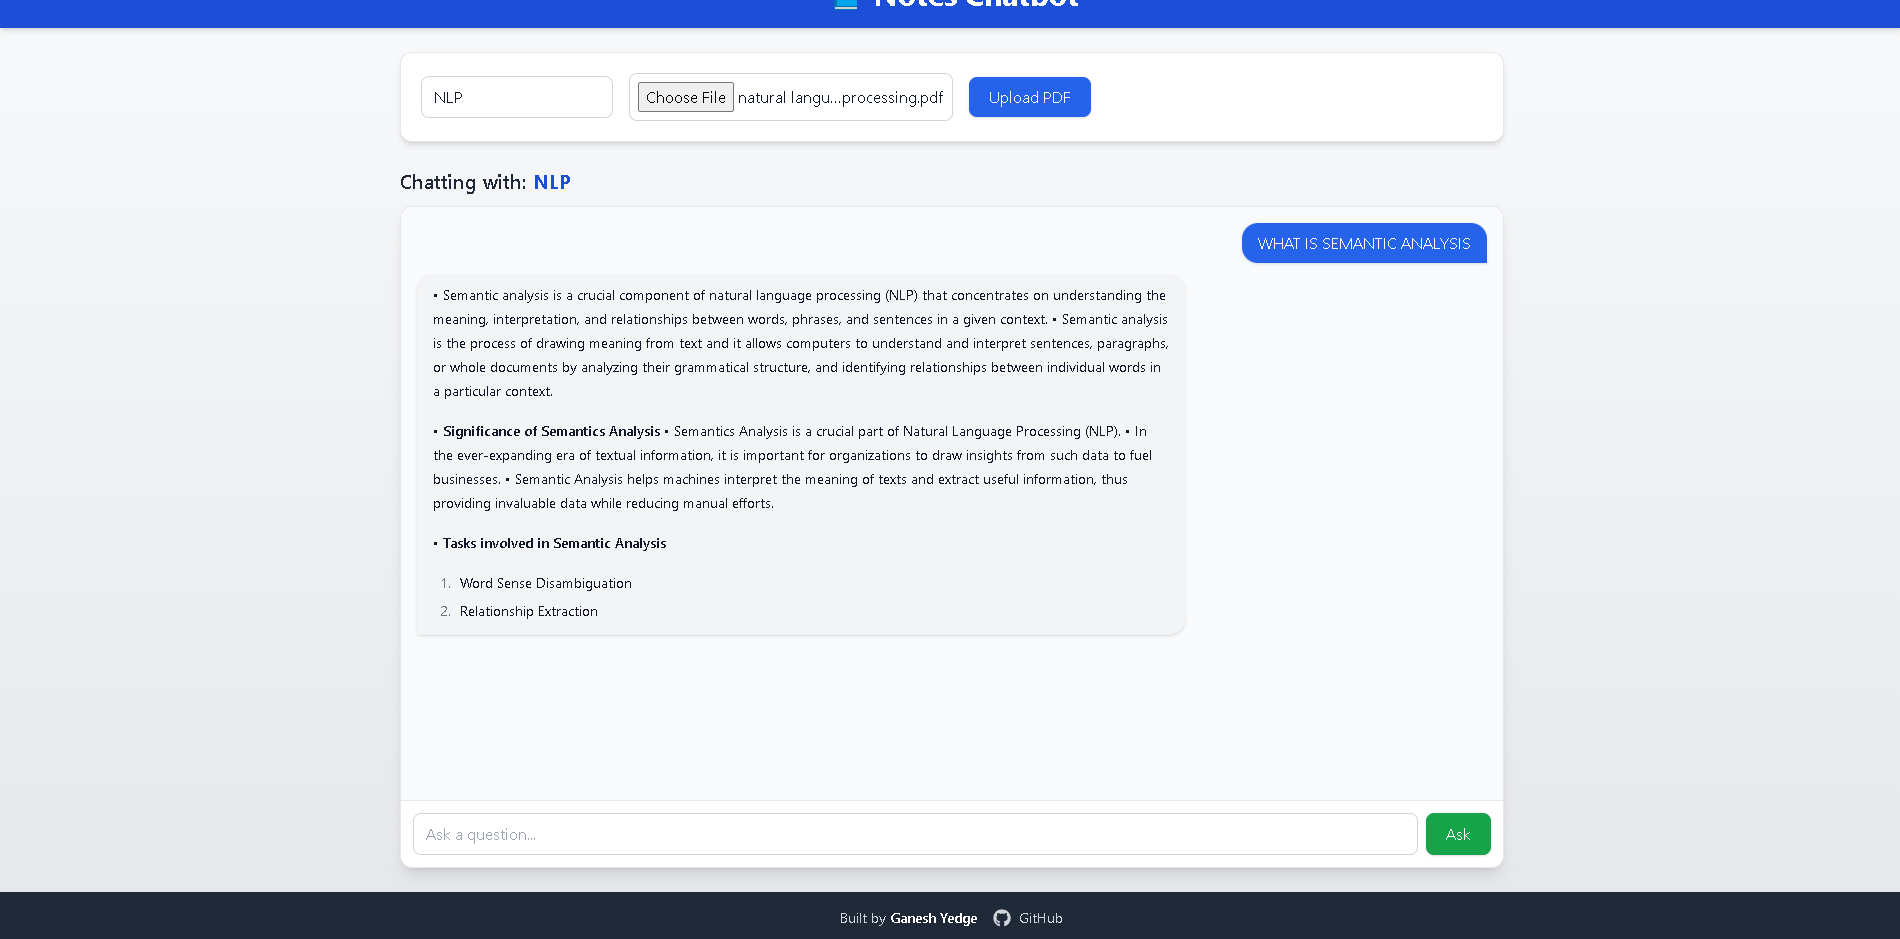 Notes Chatbot
NLP
Choose File natural langu...processing.pdf
Upload PDF
Chatting with: NLP
WHAT IS SEMANTIC ANALYSIS
• Semantic analysis is a crucial component of natural language processing (NLP) that concentrates on understanding the
meaning, interpretation, and relationships between words, phrases, and sentences in a given context. • Semantic analysis
is the process of drawing meaning from text and it allows computers to understand and interpret sentences, paragraphs,
or whole documents by analyzing their grammatical structure, and identifying relationships between individual words in
a particular context.
• Significance of Semantics Analysis • Semantics Analysis is a crucial part of Natural Language Processing (NLP). • In
the ever-expanding era of textual information, it is important for organizations to draw insights from such data to fuel
businesses. • Semantic Analysis helps machines interpret the meaning of texts and extract useful information, thus
providing invaluable data while reducing manual efforts.
• Tasks involved in Semantic Analysis
1. Word Sense Disambiguation
2. Relationship Extraction
Ask a question...
Ask
Built by Ganesh Yedge GitHub